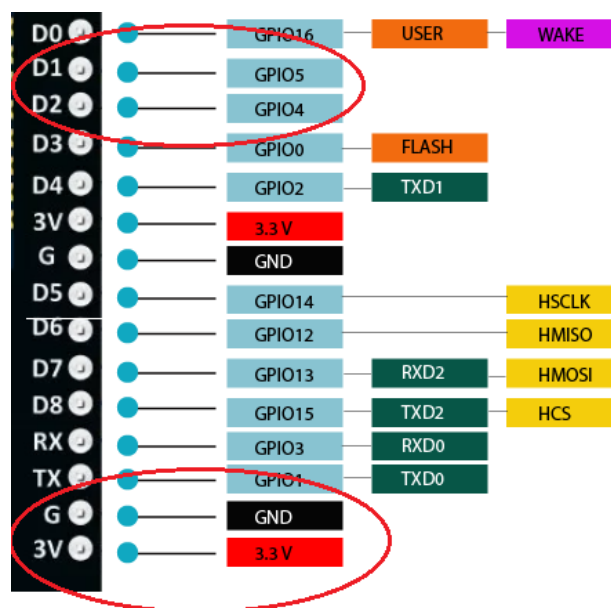 D0 GPIO16 USER WAKE
D1 GPIO5
D2 GPIO4
D3 GPIO0 FLASH
D4 GPIO2 TXD1
3V 3.3 V
G GND
D5 GPIO14 HSCLK
D6 GPIO12 HMISO
D7 GPIO13 RXD2 HMOSI
D8 GPIO15 TXD2 HCS
RX GPIO3 RXD0
TX GPIO1 TXD0
G GND
3V 3.3 V